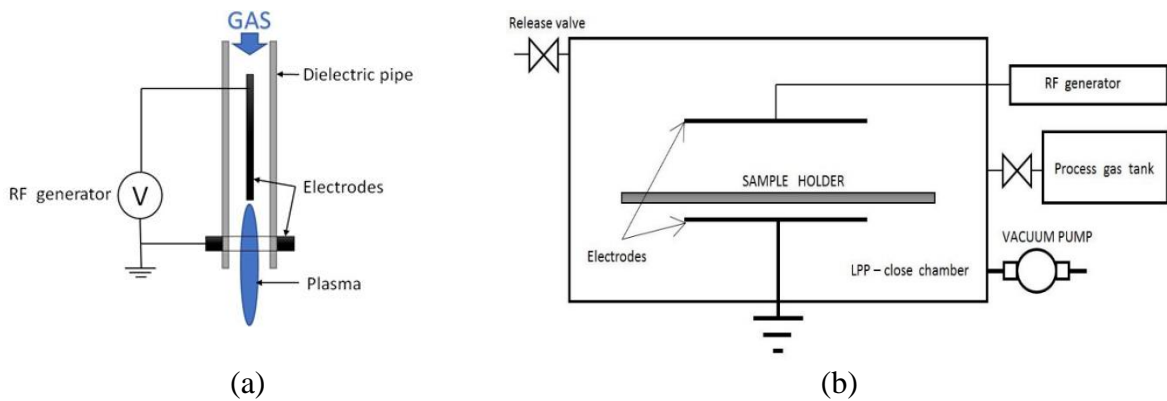 GAS
Dielectric pipe
V
RF generator
Electrodes
Plasma
(a)
Release valve
RF generator
Process gas tank
SAMPLE HOLDER
Electrodes
LPP – close chamber
VACUUM PUMP
(b)